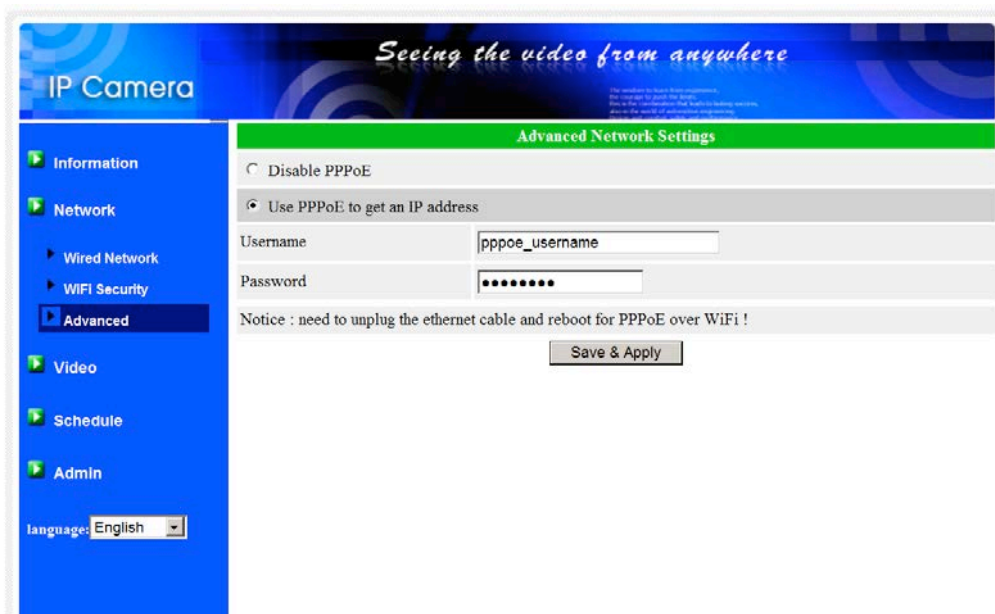 Seeing the video from anywhere
IP Camera
Advanced Network Settings
Information
Network
Wired Network
WIFI Security
Advanced
Video
Schedule
Admin
language: English
Disable PPPoE
Use PPPoE to get an IP address
Username pppoe_username
Password ●●●●●●●●
Notice : need to unplug the ethernet cable and reboot for PPPoE over WiFi !
Save & Apply